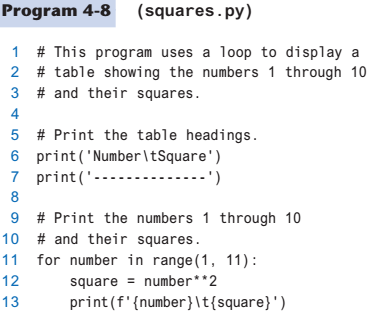 Program 4-8 (squares.py)
1 # This program uses a loop to display a
2 # table showing the numbers 1 through 10
3 # and their squares.
4
5 # Print the table headings.
6 print('Number\tSquare')
7 print('--------------')
8
9 # Print the numbers 1 through 10
10 # and their squares.
11 for number in range(1, 11):
12     square = number**2
13     print(f'{number}\t{square}')